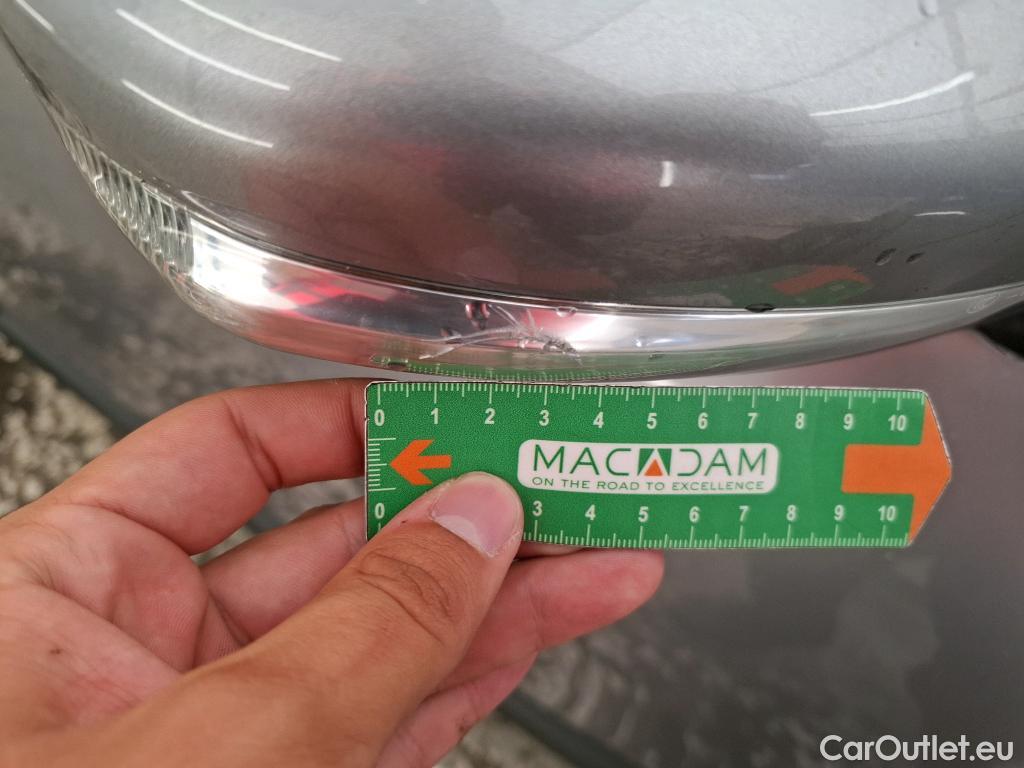 0 1 2 3 4 5 6 7 8 9 10
MACADAM
ON THE ROAD TO EXCELLENCE
0 3 4 5 6 7 8 9 10
CarOutlet.eu